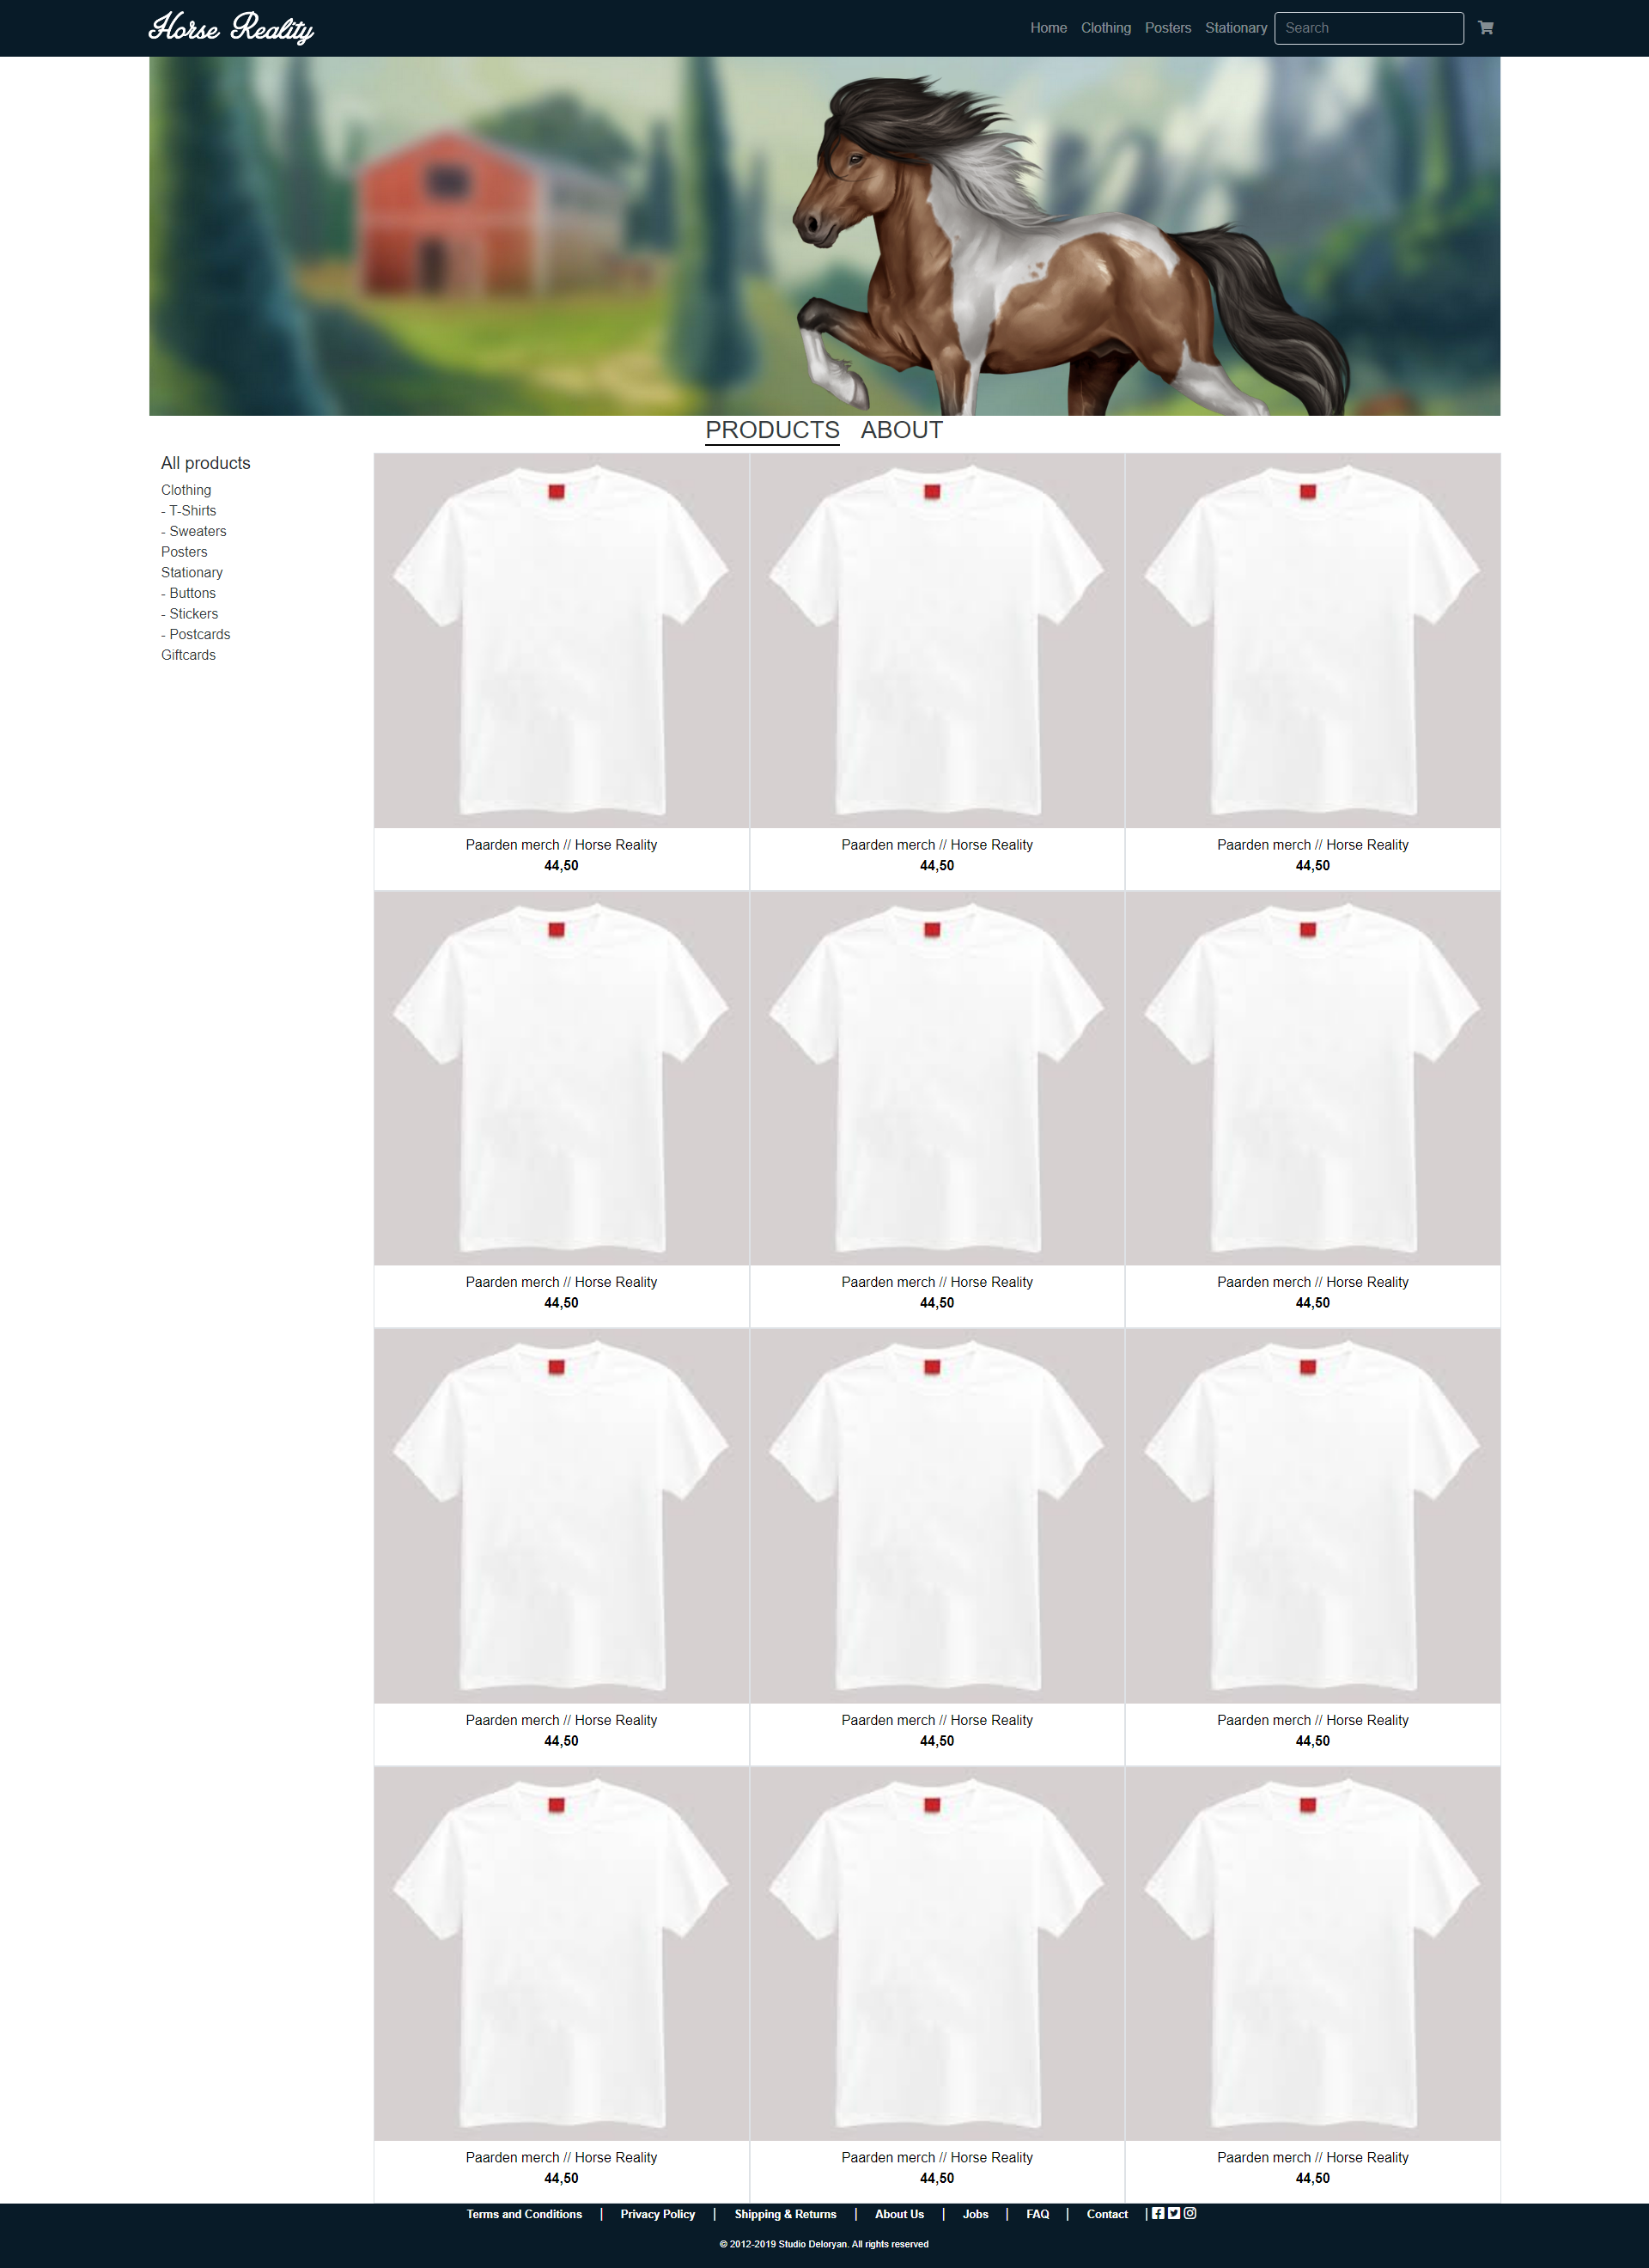 Horse Reality
Home Clothing Posters Stationary Search
PRODUCTS ABOUT
All products
Clothing
- T-Shirts
- Sweaters
Posters
Stationary
- Buttons
- Stickers
- Postcards
Giftcards
Paarden merch // Horse Reality
44,50
Paarden merch // Horse Reality
44,50
Paarden merch // Horse Reality
44,50
Paarden merch // Horse Reality
44,50
Paarden merch // Horse Reality
44,50
Paarden merch // Horse Reality
44,50
Paarden merch // Horse Reality
44,50
Paarden merch // Horse Reality
44,50
Paarden merch // Horse Reality
44,50
Paarden merch // Horse Reality
44,50
Paarden merch // Horse Reality
44,50
Paarden merch // Horse Reality
44,50
Terms and Conditions | Privacy Policy | Shipping & Returns | About Us | Jobs | FAQ | Contact |
© 2012-2019 Studio Deloryan. All rights reserved